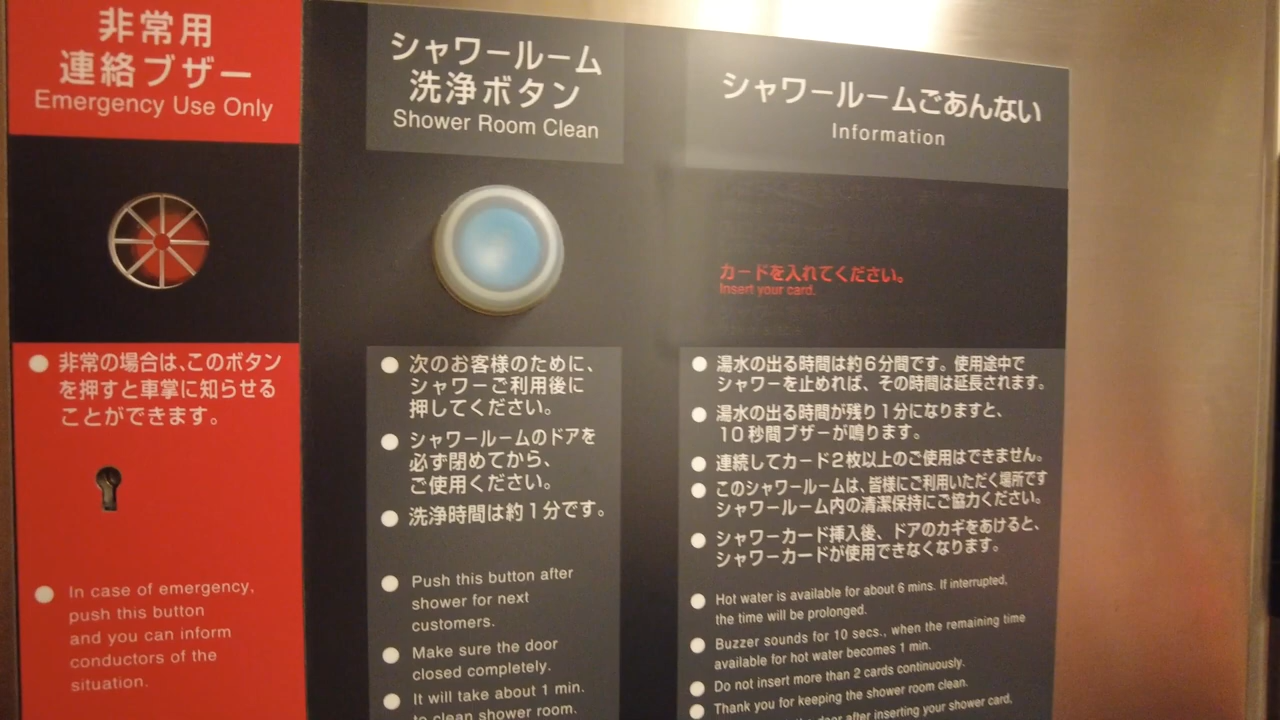 非常用
連絡ブザー
Emergency Use Only
非常の場合は、このボタン
を押すと車掌に知らせる
ことができます。
In case of emergency,
push this button
and you can inform
conductors of the
situation.
シャワールーム
洗浄ボタン
Shower Room Clean
次のお客様のために、
シャワーご利用後に
押してください。
シャワールームのドアを
必ず閉めてから、
ご使用ください。
洗浄時間は約1分です。
Push this button after
shower for next
customers.
Make sure the door
closed completely.
It will take about 1 min.
to clean shower room.
シャワールームごあんない
Information
カードを入れてください。
Insert your card.
湯水の出る時間は約6分間です。使用途中で
シャワーを止めれば、その時間は延長されます。
湯水の出る時間が残り1分になりますと、
10秒間ブザーが鳴ります。
連続してカード2枚以上のご使用はできません。
このシャワールームは、皆様にご利用いただく場所です
シャワールーム内の清潔保持にご協力ください。
シャワーカード挿入後、ドアのカギをあけると、
シャワーカードが使用できなくなります。
Hot water is available for about 6 mins. If interrupted,
the time will be prolonged.
Buzzer sounds for 10 secs., when the remaining time
available for hot water becomes 1 min.
Do not insert more than 2 cards continuously.
Thank you for keeping the shower room clean.
door after inserting your shower card,